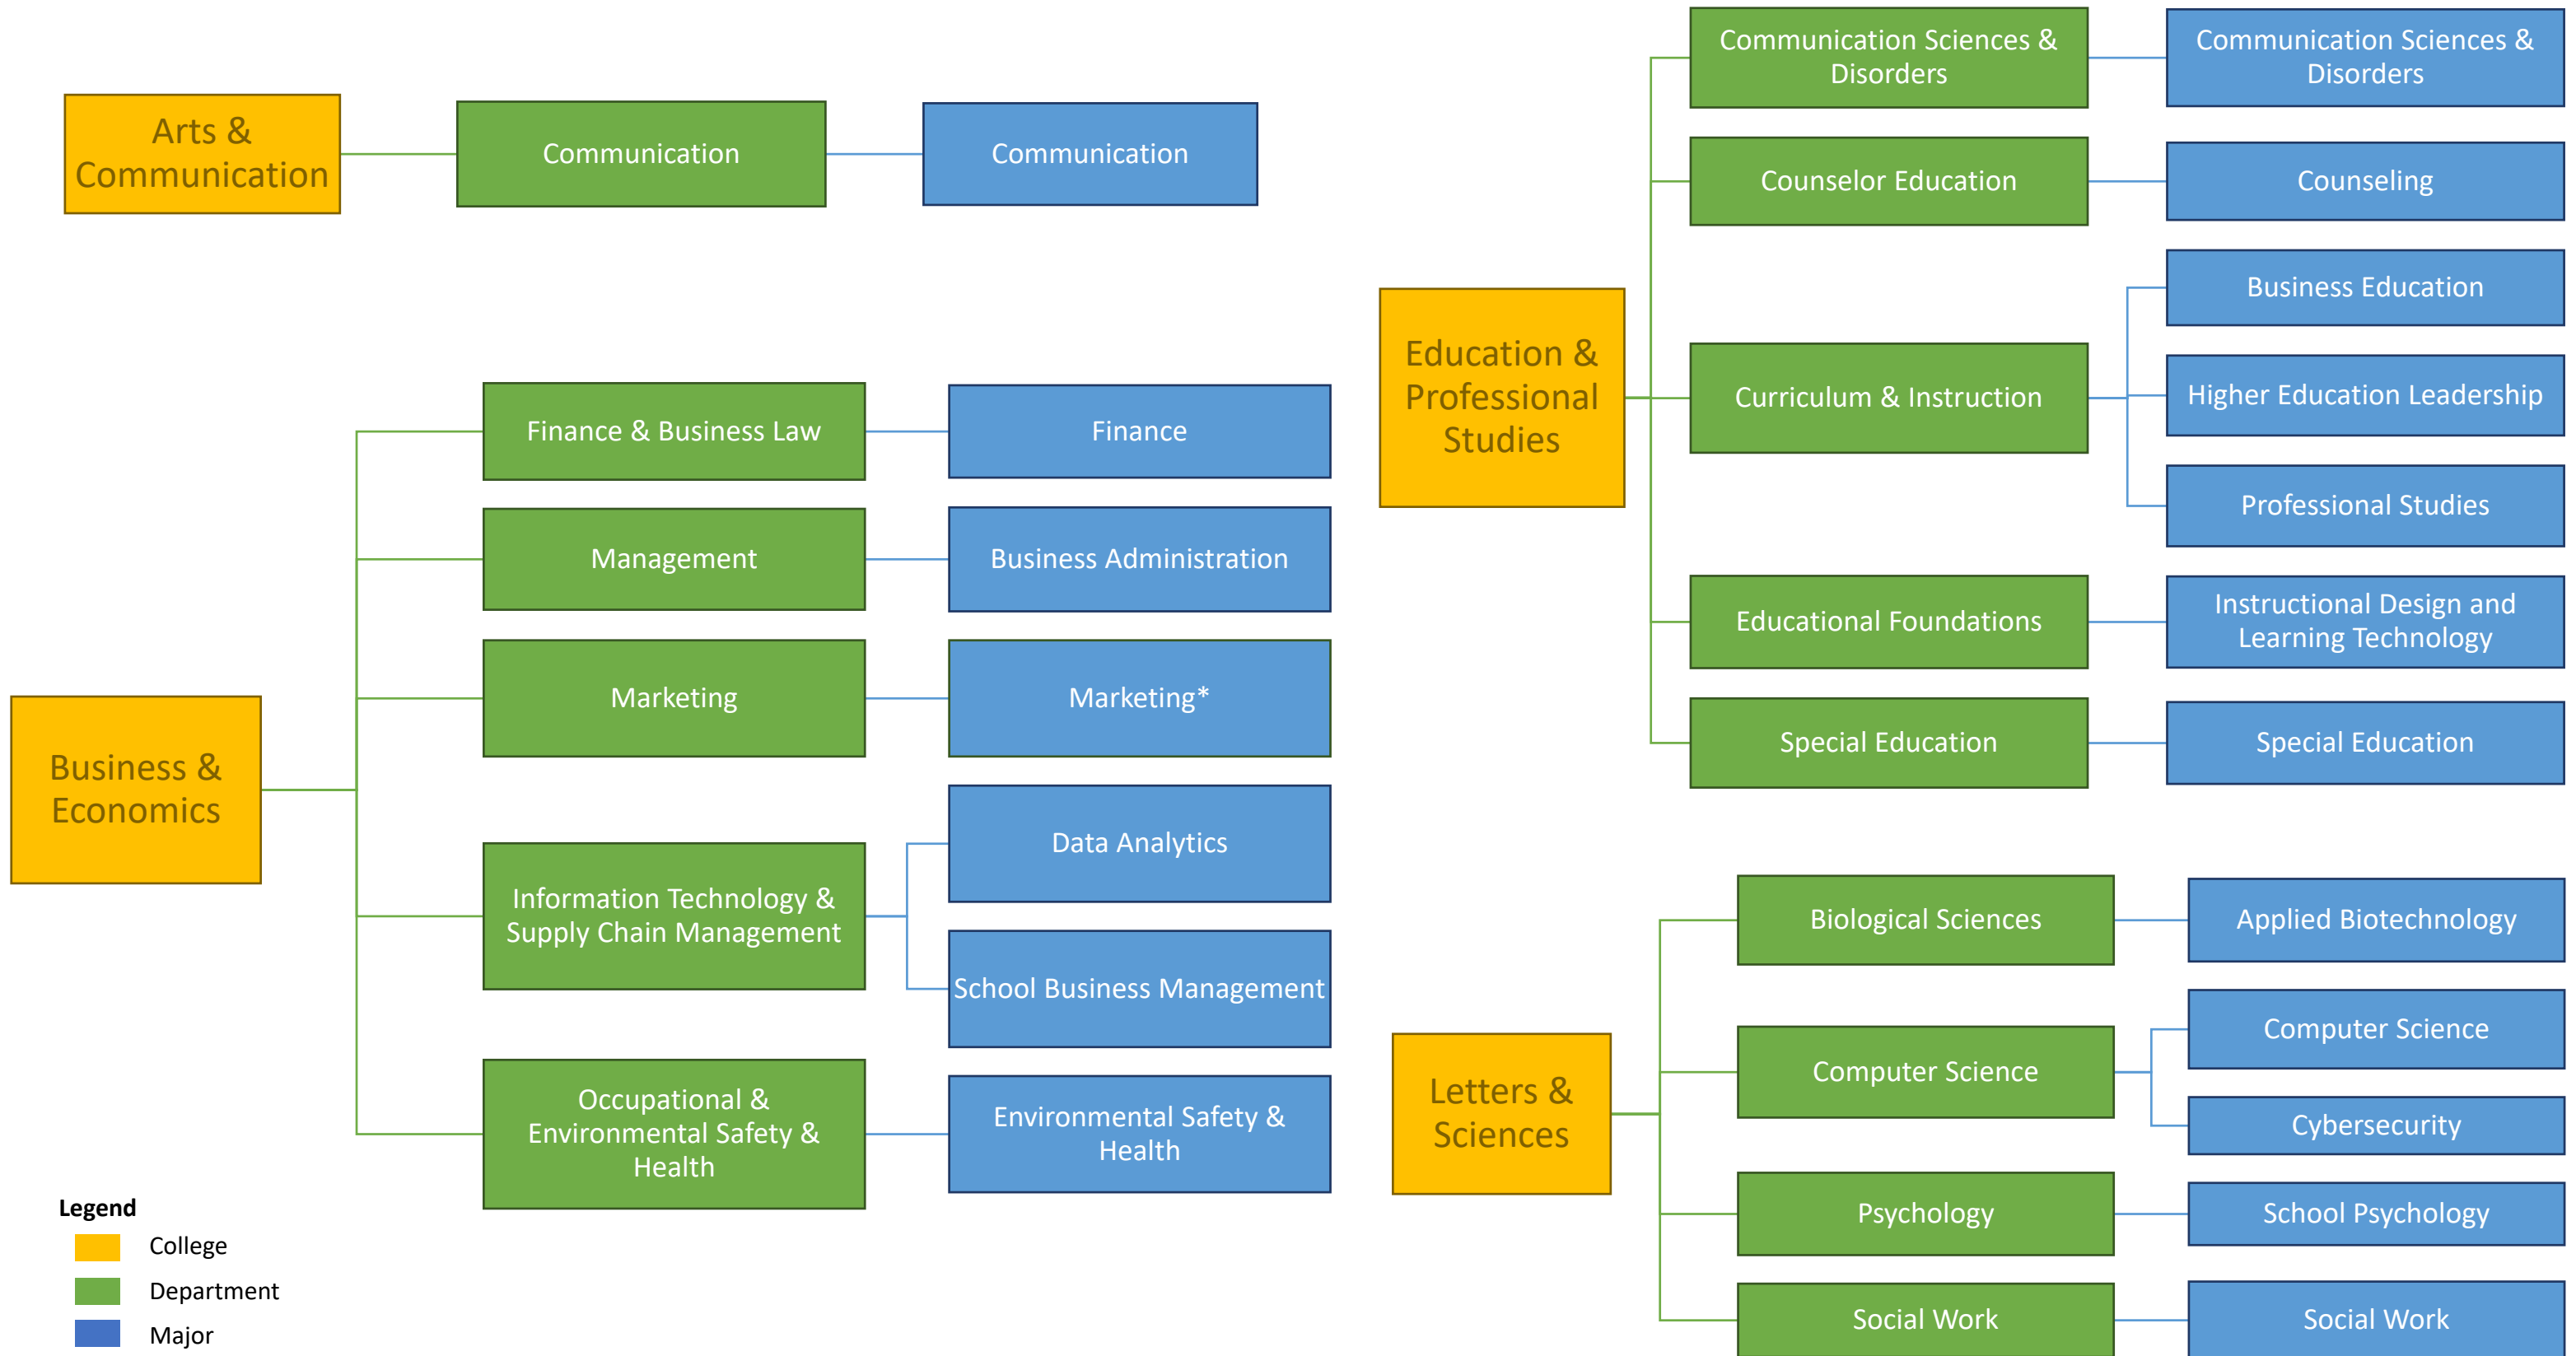 Arts &
Communication
Communication
Communication
Business &
Economics
Finance & Business Law
Finance
Management
Business Administration
Marketing
Marketing*
Information Technology &
Supply Chain Management
Data Analytics
School Business Management
Occupational &
Environmental Safety &
Health
Environmental Safety &
Health
Legend
College
Department
Major
Education &
Professional
Studies
Communication Sciences &
Disorders
Communication Sciences &
Disorders
Counselor Education
Counseling
Curriculum & Instruction
Business Education
Higher Education Leadership
Professional Studies
Educational Foundations
Instructional Design and
Learning Technology
Special Education
Special Education
Letters &
Sciences
Biological Sciences
Applied Biotechnology
Computer Science
Computer Science
Cybersecurity
Psychology
School Psychology
Social Work
Social Work